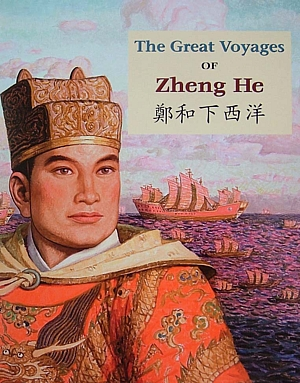 The Great Voyages
OF
Zheng He
鄭和下西洋